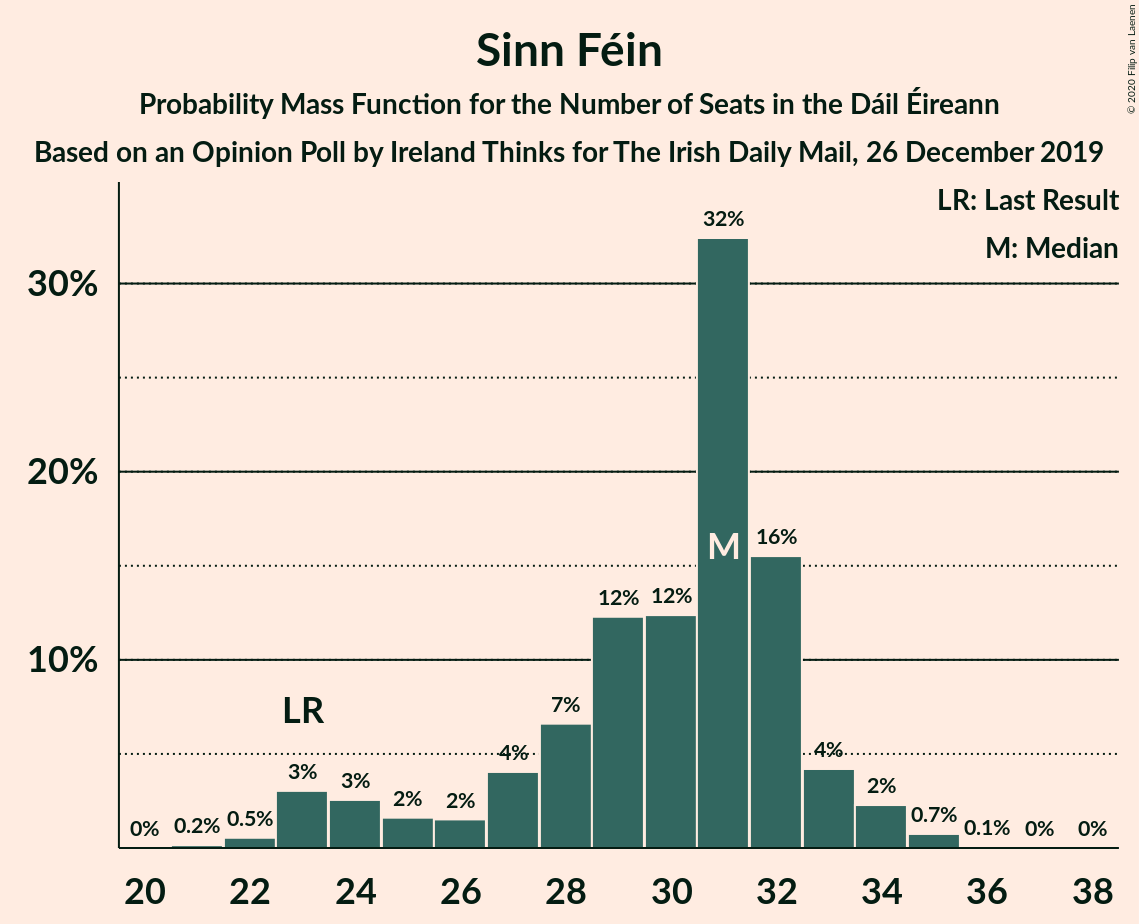 Sinn Féin
Probability Mass Function for the Number of Seats in the Dáil Éireann
Based on an Opinion Poll by Ireland Thinks for The Irish Daily Mail, 26 December 2019
© 2020 Filip van Laenen
LR: Last Result
M: Median
30%
20%
10%
0%
0.2%
0.5%
3%
3%
2%
2%
4%
7%
12%
12%
32%
16%
4%
2%
0.7%
0.1%
0%
0%
LR
M
20 22 24 26 28 30 32 34 36 38